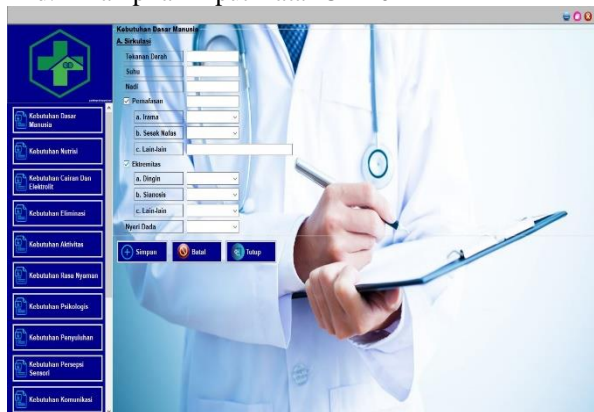 Kebutuhan Dasar Manusia
A. Sirkulasi
Tekanan Darah
Suhu
Nadi
Pernafasan
a. Irama
b. Sesak Nafas
c. Lain-lain
Ektremitas
a. Dingin
b. Sianosis
c. Lain-lain
Nyeri Dada
Simpan
Batal
Tutup
Kebutuhan Dasar
Manusia
Kebutuhan Nutrisi
Kebutuhan Cairan Dan
Elektrolit
Kebutuhan Eliminasi
Kebutuhan Aktivitas
Kebutuhan Rasa Nyaman
Kebutuhan Psikologis
Kebutuhan Penyuluhan
Kebutuhan Persepsi
Sensori
Kebutuhan Komunikasi